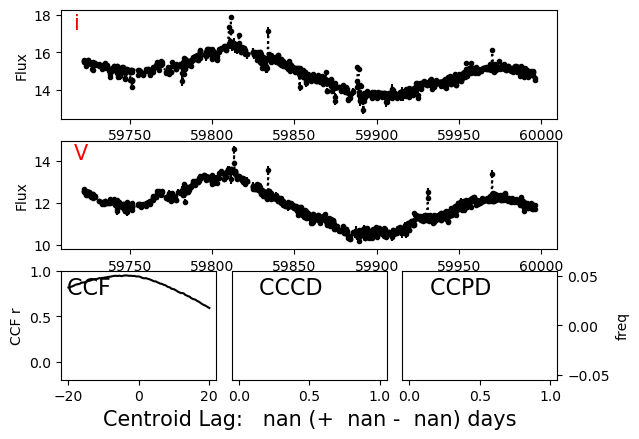 i
Flux
18
16
14
59750 59800 59850 59900 59950 60000
V
Flux
14
12
10
59750 59800 59850 59900 59950 60000
CCF
CCF r
1.0
0.5
0.0
−20 0 20
CCCD
0.0 0.5 1.0
CCPD
0.0 0.5 1.0
0.05
0.00
−0.05
freq
Centroid Lag: nan (+ nan - nan) days